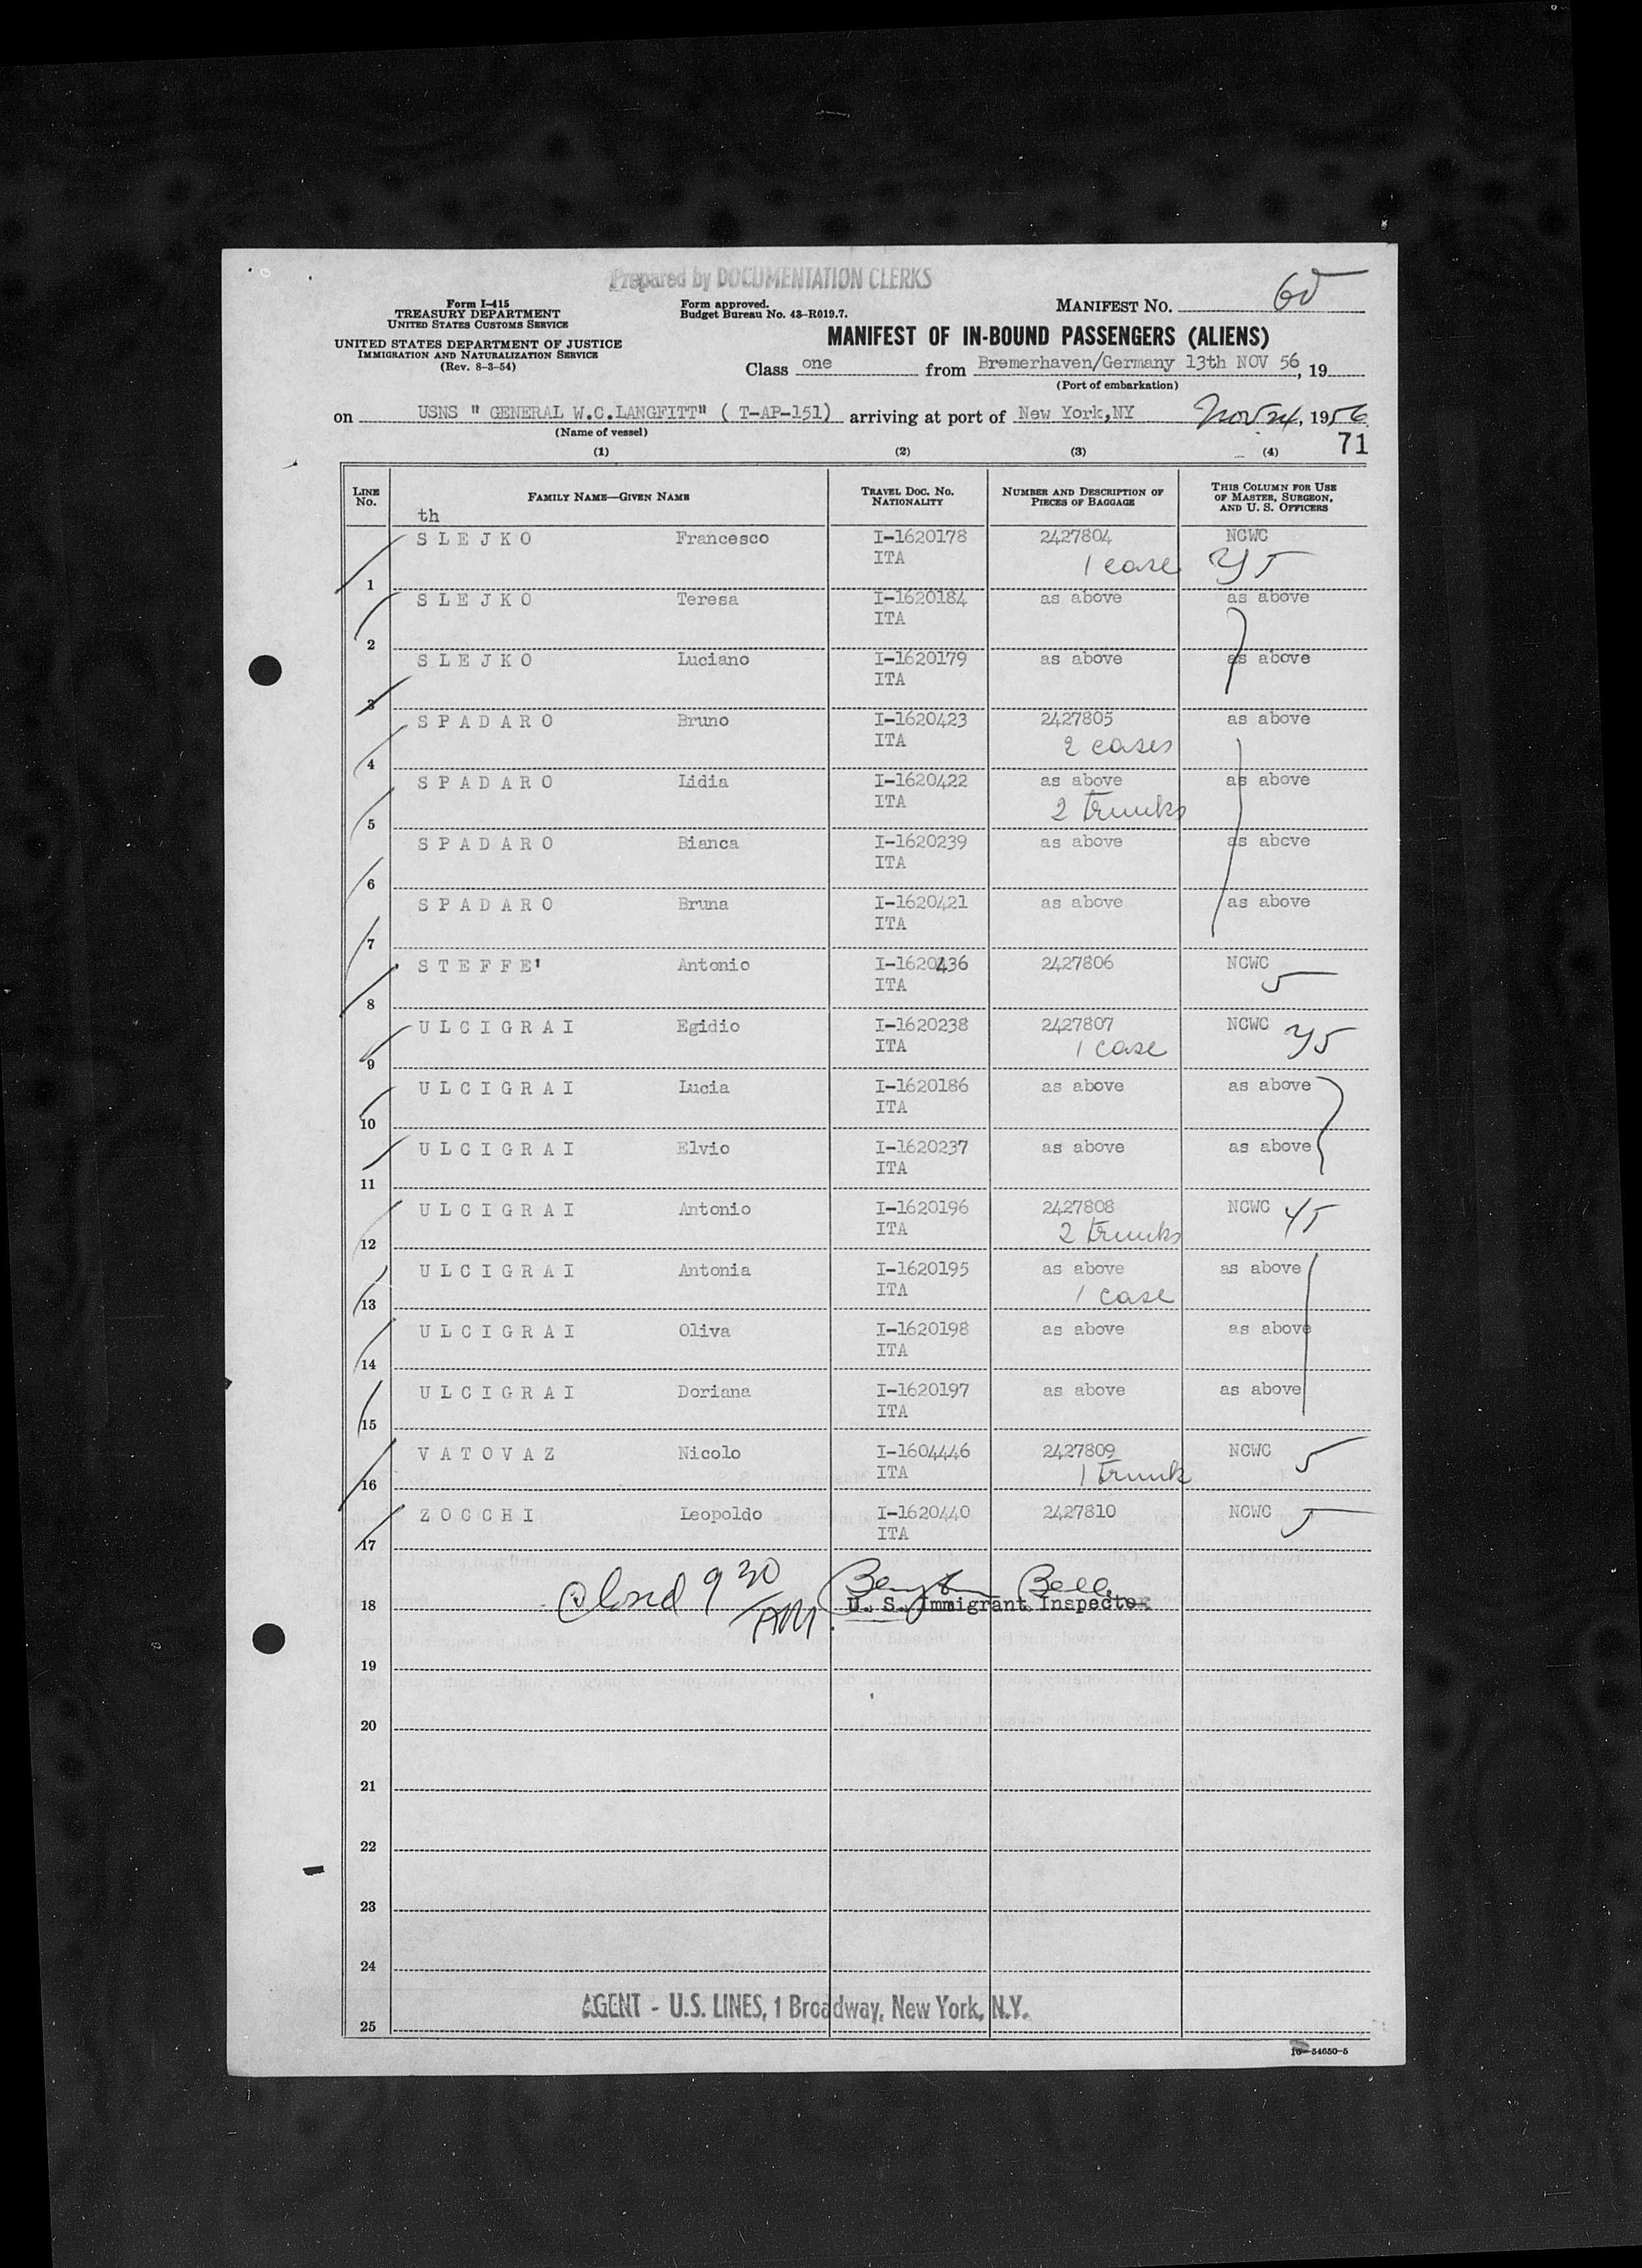 Prepared by DOCUMENTATION CLERKS
Form I-415
TREASURY DEPARTMENT
UNITED STATES CUSTOMS SERVICE
UNITED STATES DEPARTMENT OF JUSTICE
IMMIGRATION AND NATURALIZATION SERVICE
(Rev. 8-3-54)
Form approved.
Budget Bureau No. 43-R019.7.
MANIFEST NO. 60
MANIFEST OF IN-BOUND PASSENGERS (ALIENS)
Class one from Bremerhaven/Germany 13th NOV 56, 19
(Port of embarkation)
on USNS " GENERAL W.C.LANGFITT" ( T-AP-151) arriving at port of New York,NY Nov 24, 1956
(Name of vessel)
71
(1) (2) (3) (4)
LINE No. FAMILY NAME—GIVEN NAME TRAVEL DOC. No. NATIONALITY NUMBER AND DESCRIPTION OF PIECES OF BAGGAGE THIS COLUMN FOR USE OF MASTER, SURGEON, AND U. S. OFFICERS
th
1 SLEJKO Francesco I-1620178 ITA 2427804 1 case NCWC
2 SLEJKO Teresa I-1620184 ITA as above as above
3 SLEJKO Luciano I-1620179 ITA as above as above
4 SPADARO Bruno I-1620423 ITA 2427805 2 cases as above
5 SPADARO Lidia I-1620422 ITA as above 2 trunks as above
6 SPADARO Bianca I-1620239 ITA as above as above
7 SPADARO Bruna I-1620421 ITA as above as above
8 STEFFE' Antonio I-1620436 ITA 2427806 NCWC 5
9 ULCIGRAI Egidio I-1620238 ITA 2427807 1 case NCWC
10 ULCIGRAI Lucia I-1620186 ITA as above as above
11 ULCIGRAI Elvio I-1620237 ITA as above as above
12 ULCIGRAI Antonio I-1620196 ITA 2427808 2 trunks NCWC
13 ULCIGRAI Antonia I-1620195 ITA as above 1 case as above
14 ULCIGRAI Oliva I-1620198 ITA as above as above
15 ULCIGRAI Doriana I-1620197 ITA as above as above
16 VATOVAZ Nicolo I-1604446 ITA 2427809 1 trunk NCWC 5
17 ZOCCHI Leopoldo I-1620440 ITA 2427810 NCWC 5
Closed 9 30 AM
18 U. S. Immigrant Inspector
19
20
21
22
23
24
AGENT - U.S. LINES, 1 Broadway, New York, N.Y.
25
16-54650-5